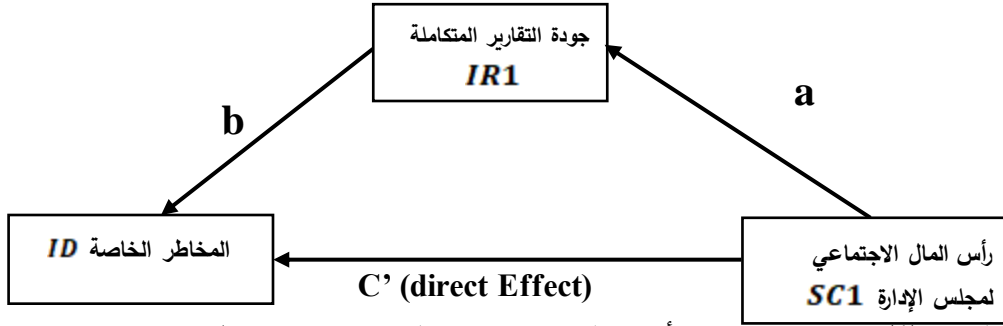 جودة التقارير المتكاملة
IR1
a
b
رأس المال الاجتماعي
لمجلس الإدارة SC1
المخاطر الخاصة ID
C’ (direct Effect)